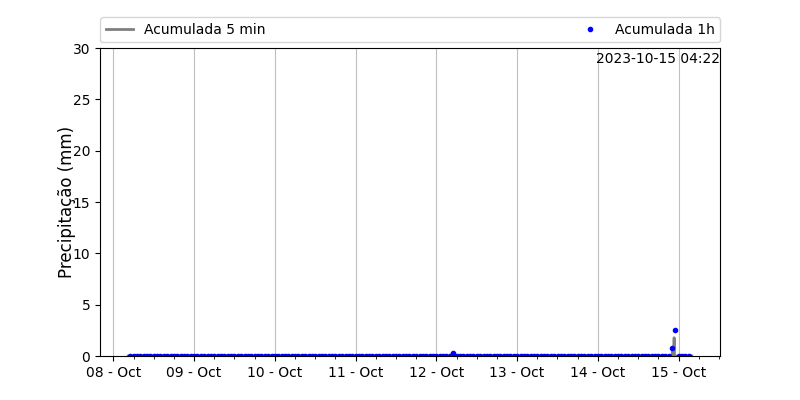 Acumulada 5 min
Acumulada 1h
2023-10-15 04:22
Precipitação (mm)
30
25
20
15
10
5
0
08 - Oct
09 - Oct
10 - Oct
11 - Oct
12 - Oct
13 - Oct
14 - Oct
15 - Oct